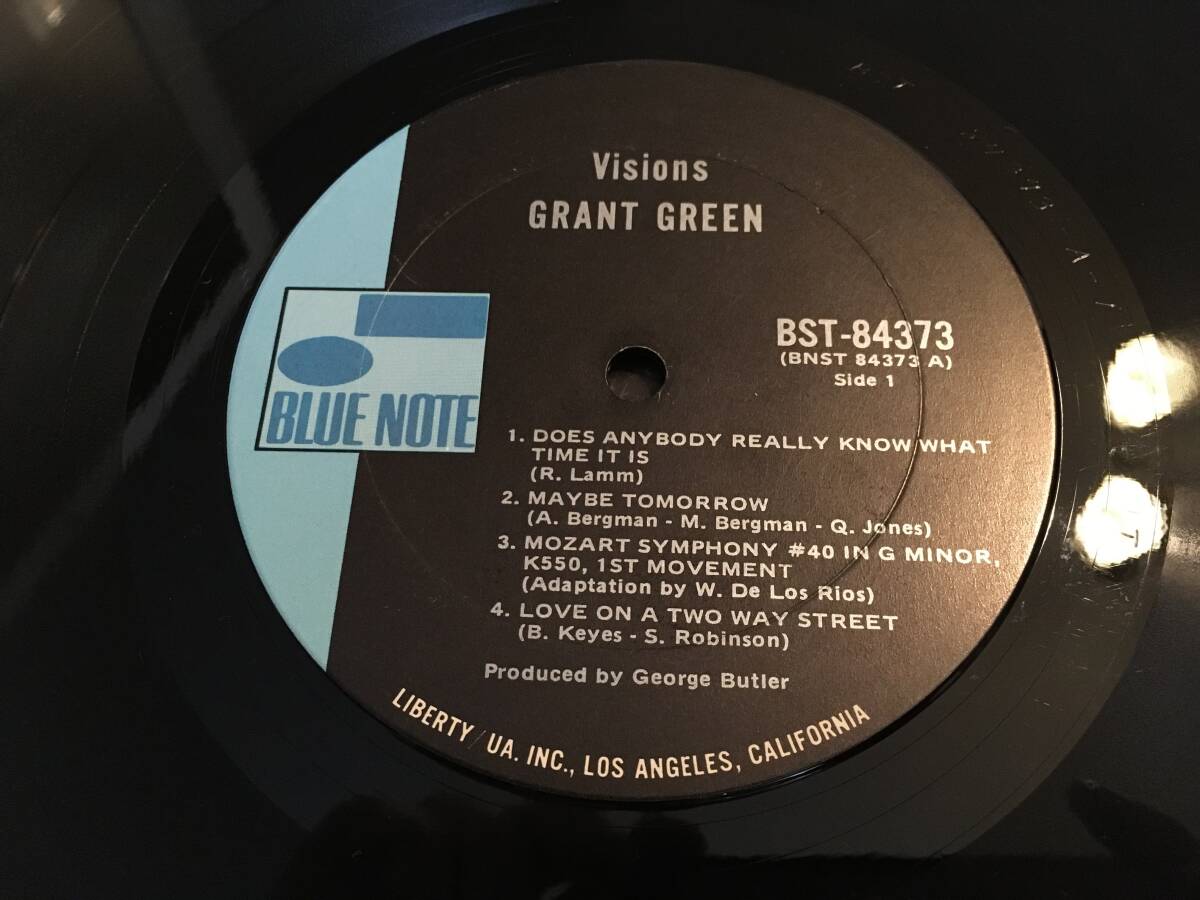 Visions
GRANT GREEN
BLUE NOTE
BST-84373
(BNST 84373 A)
Side 1
1. DOES ANYBODY REALLY KNOW WHAT
TIME IT IS
(R. Lamm)
2. MAYBE TOMORROW
(A. Bergman - M. Bergman - Q. Jones)
3. MOZART SYMPHONY #40 IN G MINOR,
K550, 1ST MOVEMENT
(Adaptation by W. De Los Rios)
4. LOVE ON A TWO WAY STREET
(B. Keyes - S. Robinson)
Produced by George Butler
LIBERTY/UA. INC., LOS ANGELES, CALIFORNIA